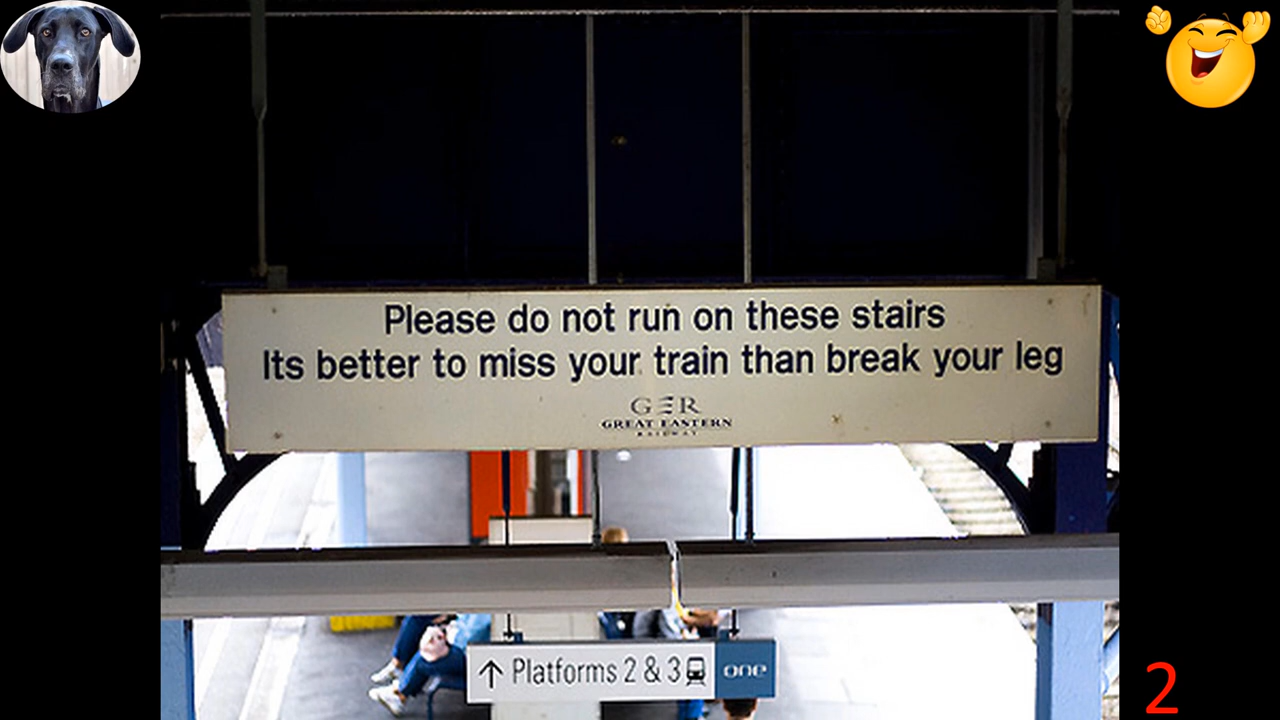 Please do not run on these stairs
Its better to miss your train than break your leg
GER
GREAT EASTERN
RAILWAY
↑ Platforms 2 & 3 one
2